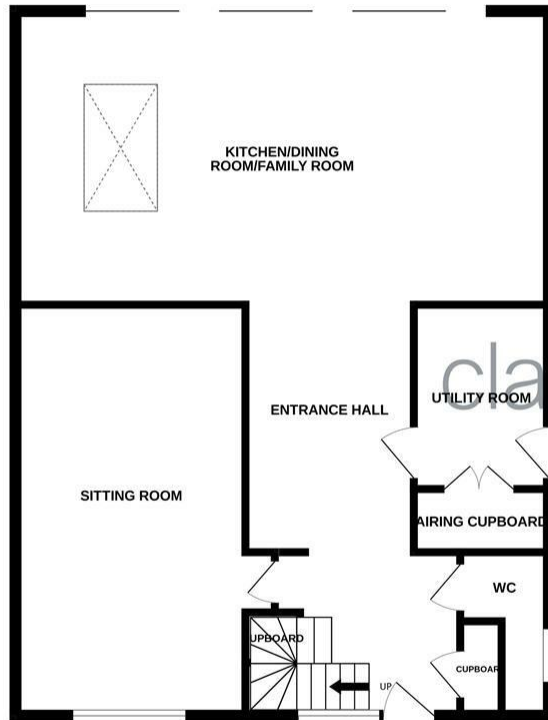 KITCHEN/DINING
ROOM/FAMILY ROOM
cla
UTILITY ROOM
ENTRANCE HALL
SITTING ROOM
AIRING CUPBOARD
WC
UPBOARD
CUPBOAR
UP